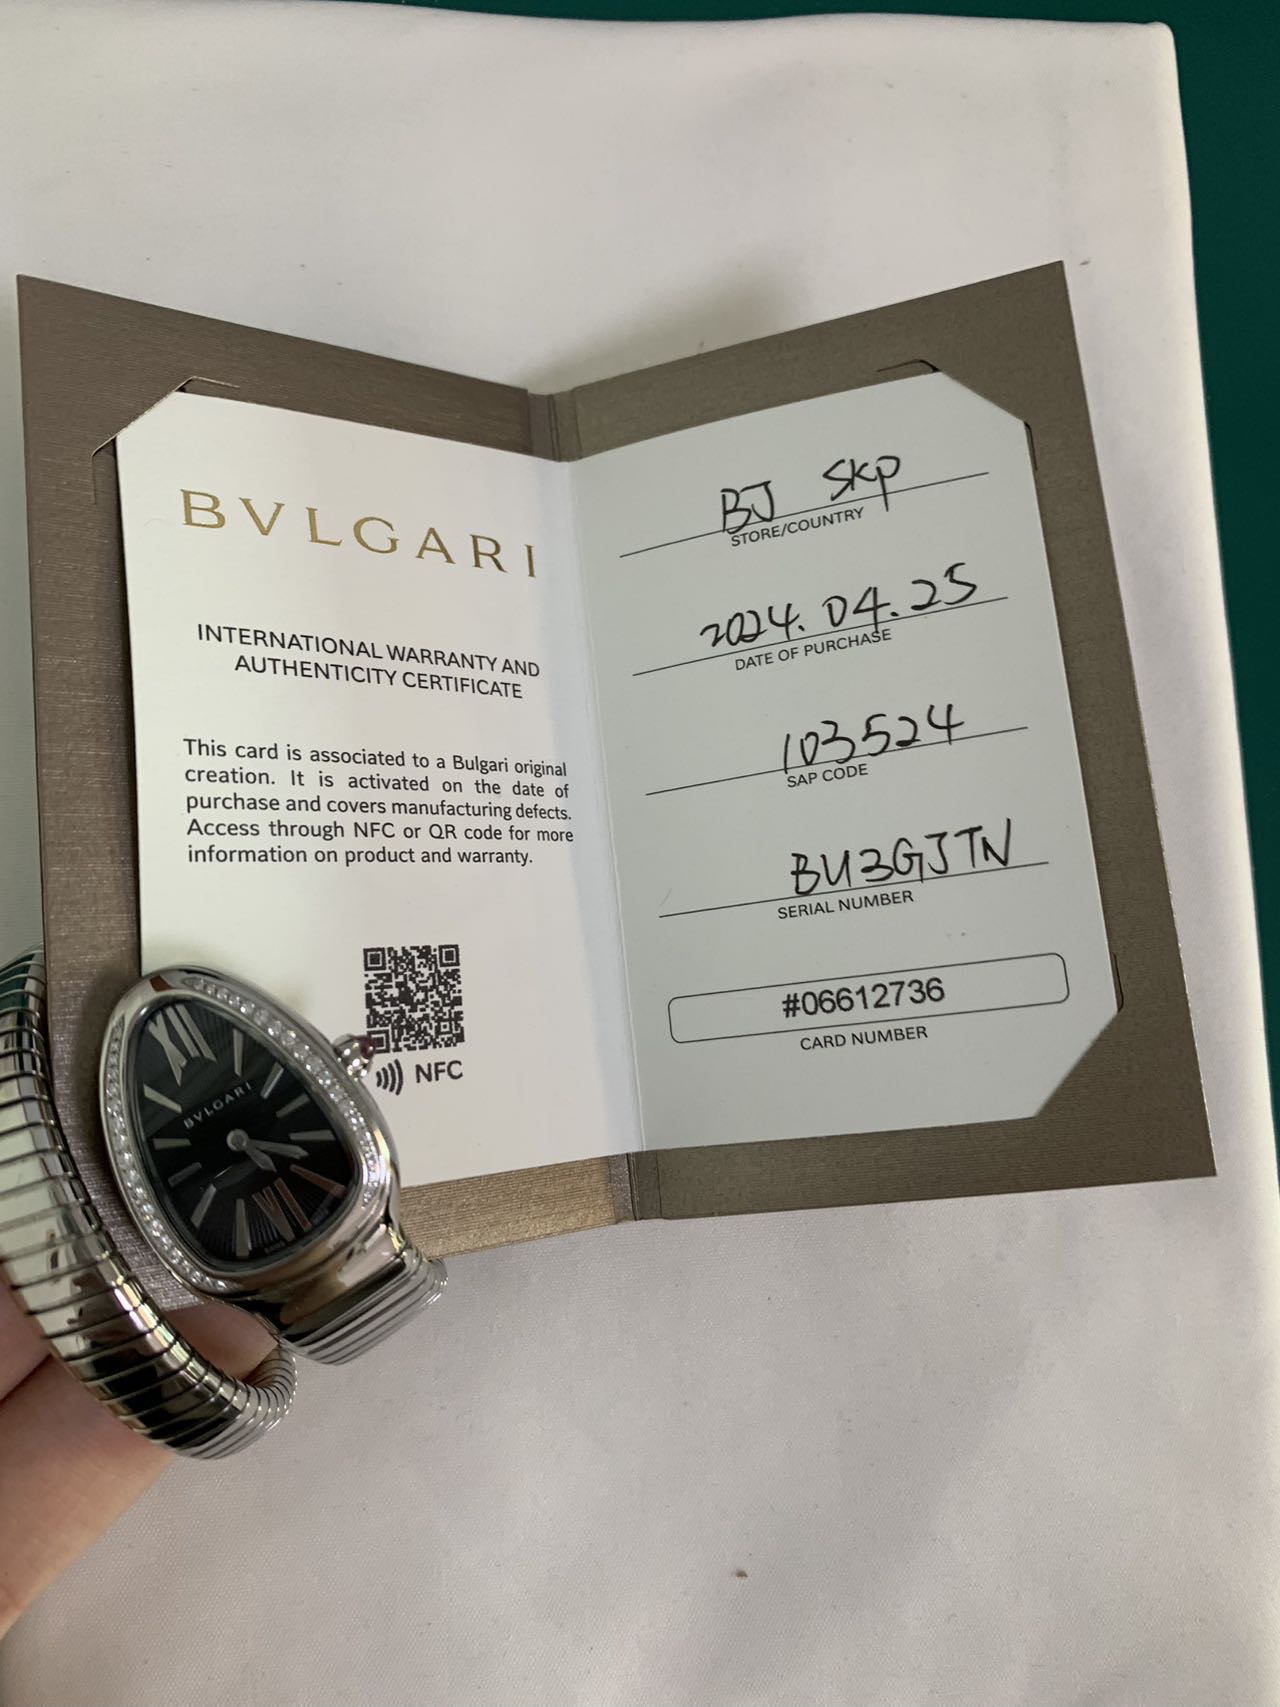 BVLGARI
INTERNATIONAL WARRANTY AND
AUTHENTICITY CERTIFICATE
This card is associated to a Bulgari original
creation. It is activated on the date of
purchase and covers manufacturing defects.
Access through NFC or QR code for more
information on product and warranty.
NFC
BJ SKP
STORE/COUNTRY
2024.04.25
DATE OF PURCHASE
103524
SAP CODE
BU3GJTN
SERIAL NUMBER
#06612736
CARD NUMBER
XII
BVLGARI
VI